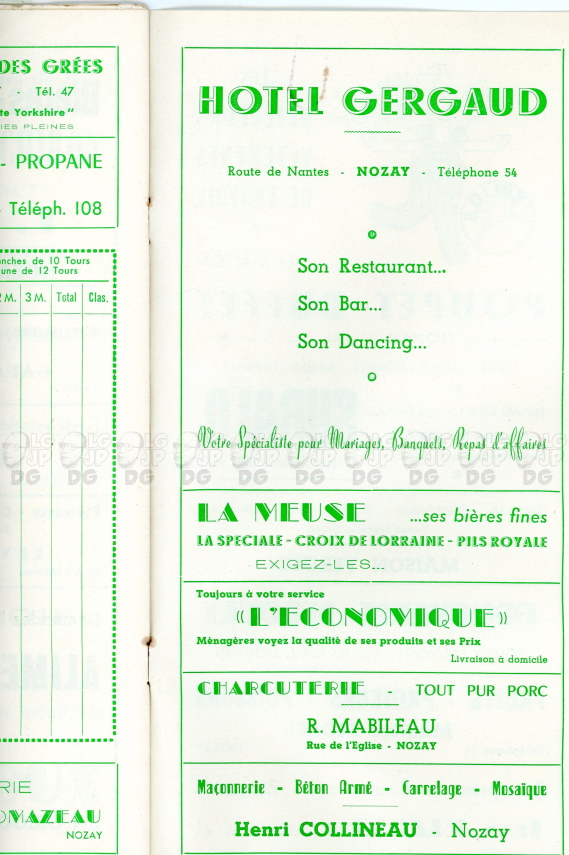 DES GRÉES
- Tél. 47
te Yorkshire"
IES PLEINES
- PROPANE
Téléph. 108
nches de 10 Tours
une de 12 Tours
2 M. 3 M. Total Clas.
RIE
OMAZEAU
NOZAY
HOTEL GERGAUD
Route de Nantes - NOZAY - Téléphone 54
Son Restaurant...
Son Bar...
Son Dancing...
Votre Spécialiste pour Mariages, Banquets, Repas d'affaires
LA MEUSE ...ses bières fines
LA SPECIALE - CROIX DE LORRAINE - PILS ROYALE
EXIGEZ-LES...
Toujours à votre service
« L'ECONOMIQUE »
Ménagères voyez la qualité de ses produits et ses Prix
Livraison à domicile
CHARCUTERIE - TOUT PUR PORC
R. MABILEAU
Rue de l'Eglise - NOZAY
Maçonnerie - Béton Armé - Carrelage - Mosaïque
Henri COLLINEAU - Nozay